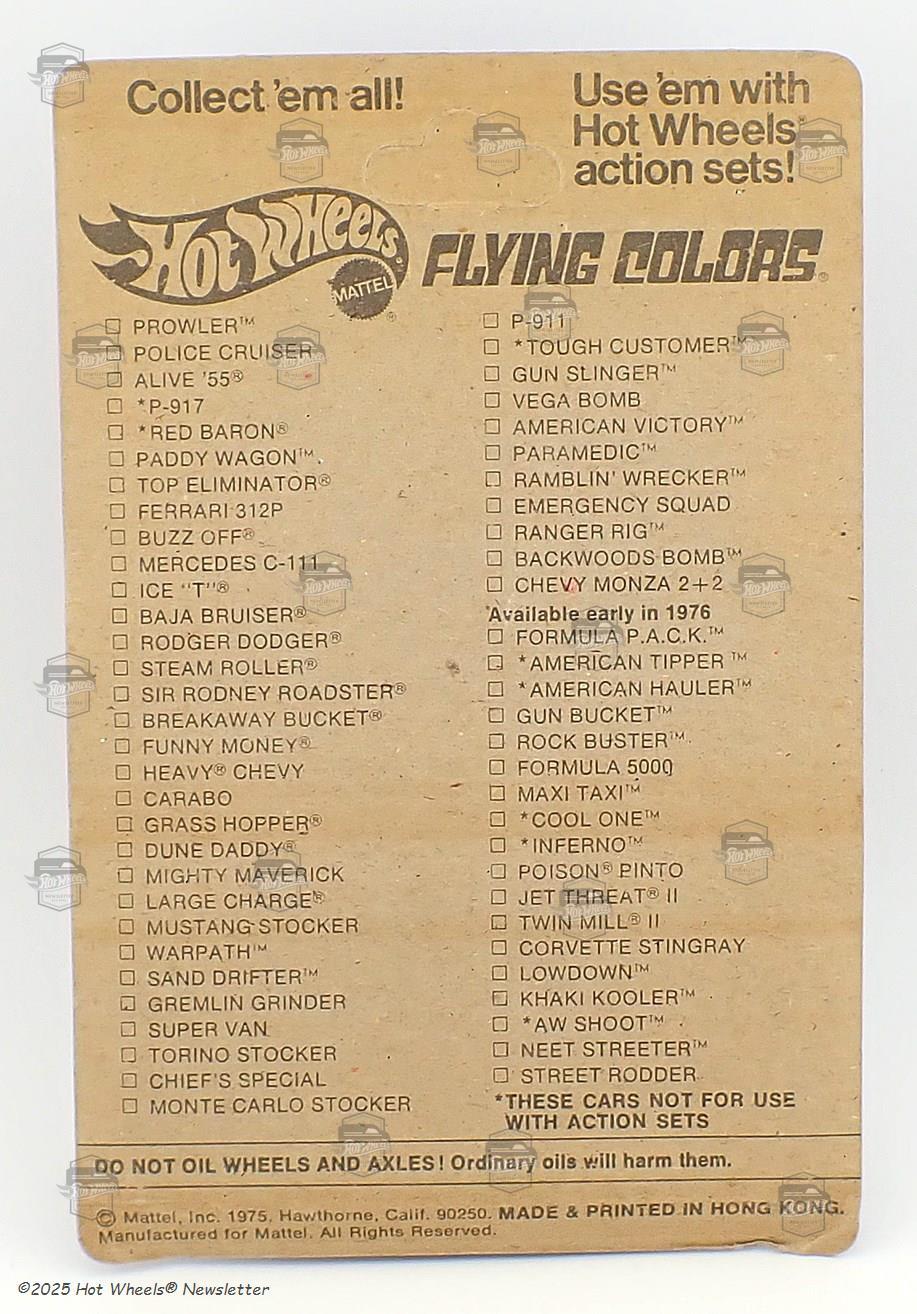 Collect 'em all!
Use 'em with
Hot Wheels®
action sets!
Hot Wheels®
MATTEL®
FLYING COLORS®
☐ PROWLER™
☐ POLICE CRUISER
☐ ALIVE '55®
☐ *P-917
☐ *RED BARON®
☐ PADDY WAGON™
☐ TOP ELIMINATOR®
☐ FERRARI 312P
☐ BUZZ OFF®
☐ MERCEDES C-111
☐ ICE "T"®
☐ BAJA BRUISER®
☐ RODGER DODGER®
☐ STEAM ROLLER®
☐ SIR RODNEY ROADSTER®
☐ BREAKAWAY BUCKET®
☐ FUNNY MONEY®
☐ HEAVY® CHEVY
☐ CARABO
☐ GRASS HOPPER®
☐ DUNE DADDY®
☐ MIGHTY MAVERICK
☐ LARGE CHARGE®
☐ MUSTANG STOCKER
☐ WARPATH™
☐ SAND DRIFTER™
☐ GREMLIN GRINDER
☐ SUPER VAN
☐ TORINO STOCKER
☐ CHIEF'S SPECIAL
☐ MONTE CARLO STOCKER
☐ P-911
☐ *TOUGH CUSTOMER™
☐ GUN SLINGER™
☐ VEGA BOMB
☐ AMERICAN VICTORY™
☐ PARAMEDIC™
☐ RAMBLIN' WRECKER™
☐ EMERGENCY SQUAD
☐ RANGER RIG™
☐ BACKWOODS BOMB™
☐ CHEVY MONZA 2+2
Available early in 1976
☐ FORMULA P.A.C.K.™
☐ *AMERICAN TIPPER ™
☐ *AMERICAN HAULER™
☐ GUN BUCKET™
☐ ROCK BUSTER™
☐ FORMULA 5000
☐ MAXI TAXI™
☐ *COOL ONE™
☐ *INFERNO™
☐ POISON® PINTO
☐ JET THREAT® II
☐ TWIN MILL® II
☐ CORVETTE STINGRAY
☐ LOWDOWN™
☐ KHAKI KOOLER™
☐ *AW SHOOT™
☐ NEET STREETER™
☐ STREET RODDER
*THESE CARS NOT FOR USE
WITH ACTION SETS
DO NOT OIL WHEELS AND AXLES! Ordinary oils will harm them.
© Mattel, Inc. 1975, Hawthorne, Calif. 90250. MADE & PRINTED IN HONG KONG.
Manufactured for Mattel. All Rights Reserved.
©2025 Hot Wheels® Newsletter